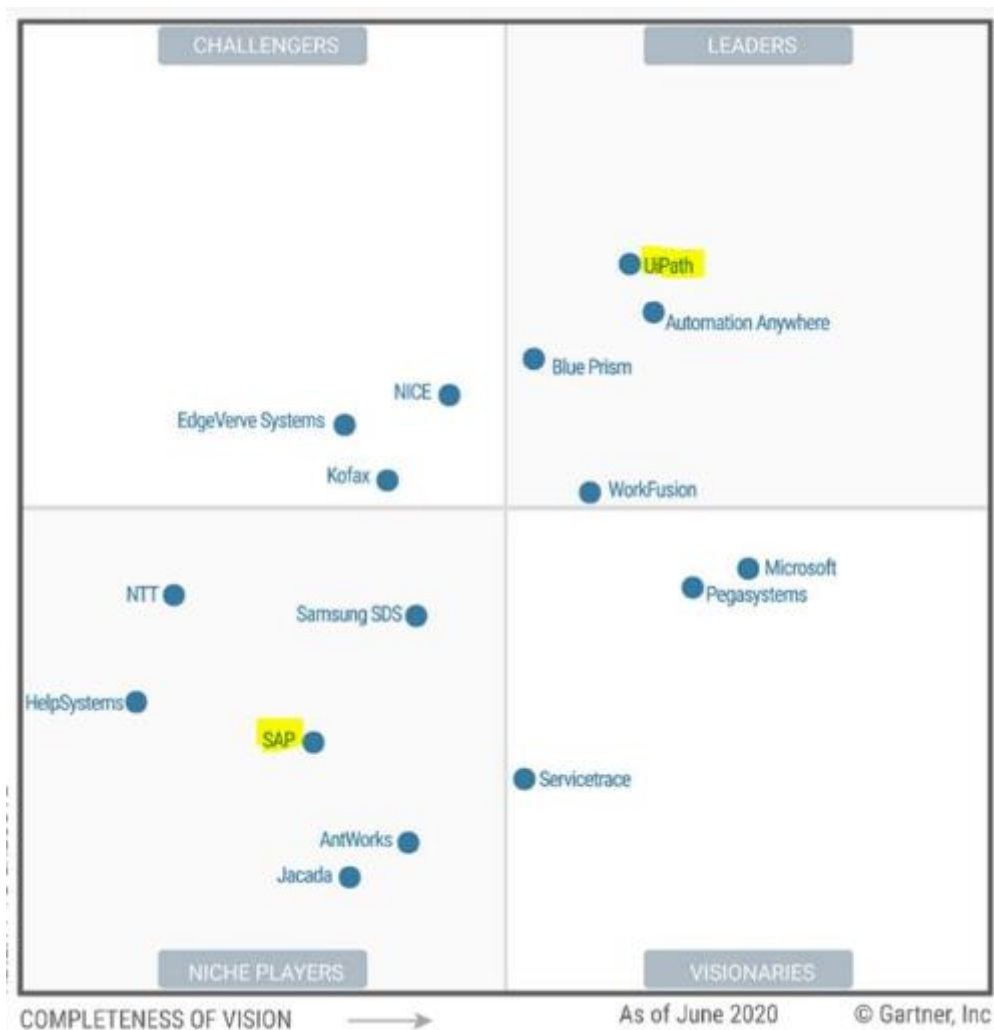 CHALLENGERS
LEADERS
UiPath
Automation Anywhere
Blue Prism
NICE
EdgeVerve Systems
Kofax
WorkFusion
Microsoft
Pegasystems
NTT
Samsung SDS
HelpSystems
SAP
Servicetrace
AntWorks
Jacada
NICHE PLAYERS
VISIONARIES
COMPLETENESS OF VISION
As of June 2020
© Gartner, Inc